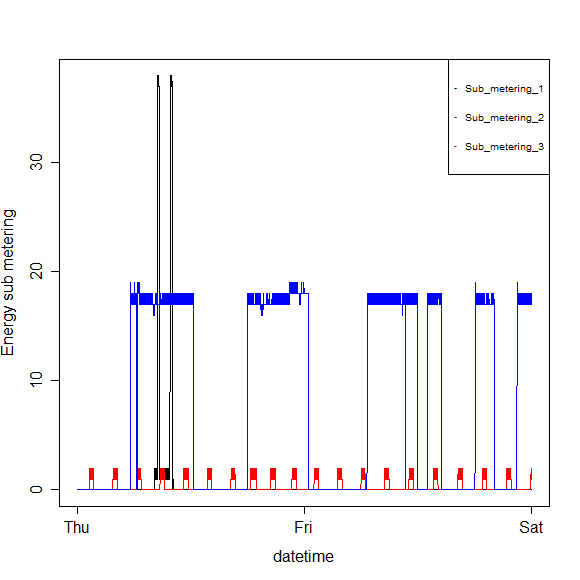 Sub_metering_1
Sub_metering_2
Sub_metering_3
Energy sub metering
30
20
10
0
Thu Fri Sat
datetime